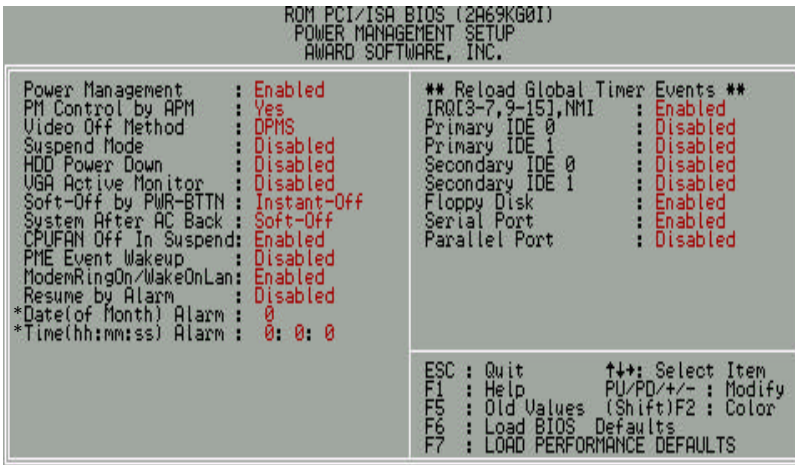 ROM PCI/ISA BIOS (2A69KG0I)
POWER MANAGEMENT SETUP
AWARD SOFTWARE, INC.
Power Management : Enabled
PM Control by APM : Yes
Video Off Method : DPMS
Suspend Mode : Disabled
HDD Power Down : Disabled
VGA Active Monitor : Disabled
Soft-Off by PWR-BTTN : Instant-Off
System After AC Back : Soft-Off
CPUFAN Off In Suspend: Enabled
PME Event Wakeup : Disabled
ModemRingOn/WakeOnLan: Enabled
Resume by Alarm : Disabled
*Date(of Month) Alarm : 0
*Time(hh:mm:ss) Alarm : 0: 0: 0
** Reload Global Timer Events **
IRQ[3-7,9-15],NMI : Enabled
Primary IDE 0 : Disabled
Primary IDE 1 : Disabled
Secondary IDE 0 : Disabled
Secondary IDE 1 : Disabled
Floppy Disk : Enabled
Serial Port : Enabled
Parallel Port : Disabled
ESC : Quit ↑↓→: Select Item
F1 : Help PU/PD/+/- : Modify
F5 : Old Values (Shift)F2 : Color
F6 : Load BIOS Defaults
F7 : LOAD PERFORMANCE DEFAULTS